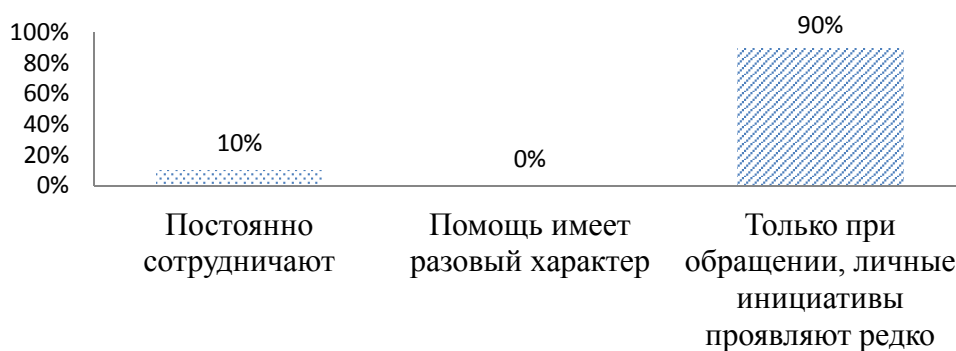 100%
80%
60%
40%
20%
0%
10%
0%
90%
Постоянно
сотрудничают
Помощь имеет
разовый характер
Только при
обращении, личные
инициативы
проявляют редко